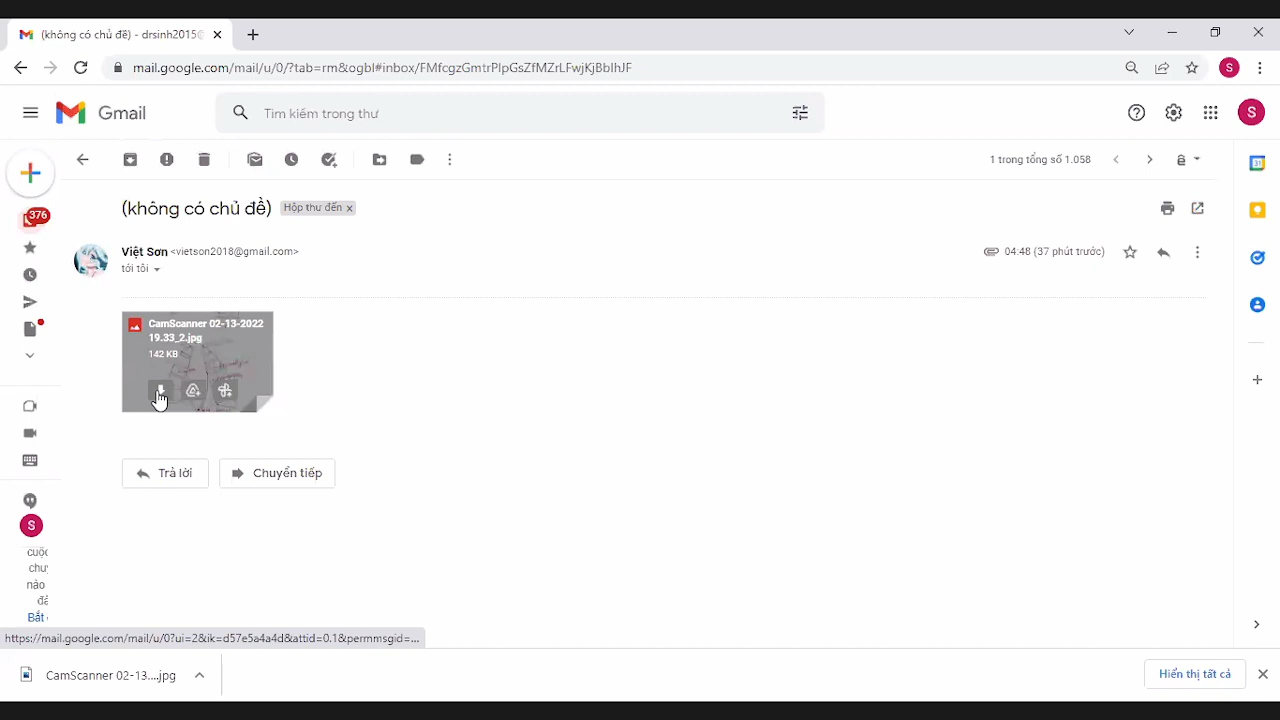 (không có chủ đề) - drsinh2015@
mail.google.com/mail/u/0/?tab=rm&ogbl#inbox/FMfcgzGmtrPlpGsZfMZrLFwjKjBblhJF
S
Gmail
Tìm kiếm trong thư
S
1 trong tổng số 1.058
376
(không có chủ đề) Hộp thư đến x
Việt Sơn <vietson2018@gmail.com>
04:48 (37 phút trước)
tới tôi
CamScanner 02-13-2022
19.33_2.jpg
142 KB
Trả lời
Chuyển tiếp
S
cuộc
chuy
nào
đâ
Bắt
https://mail.google.com/mail/u/0?ui=2&ik=d57e5a4a4d&attid=0.1&permmsgid=...
CamScanner 02-13....jpg
Hiển thị tất cả